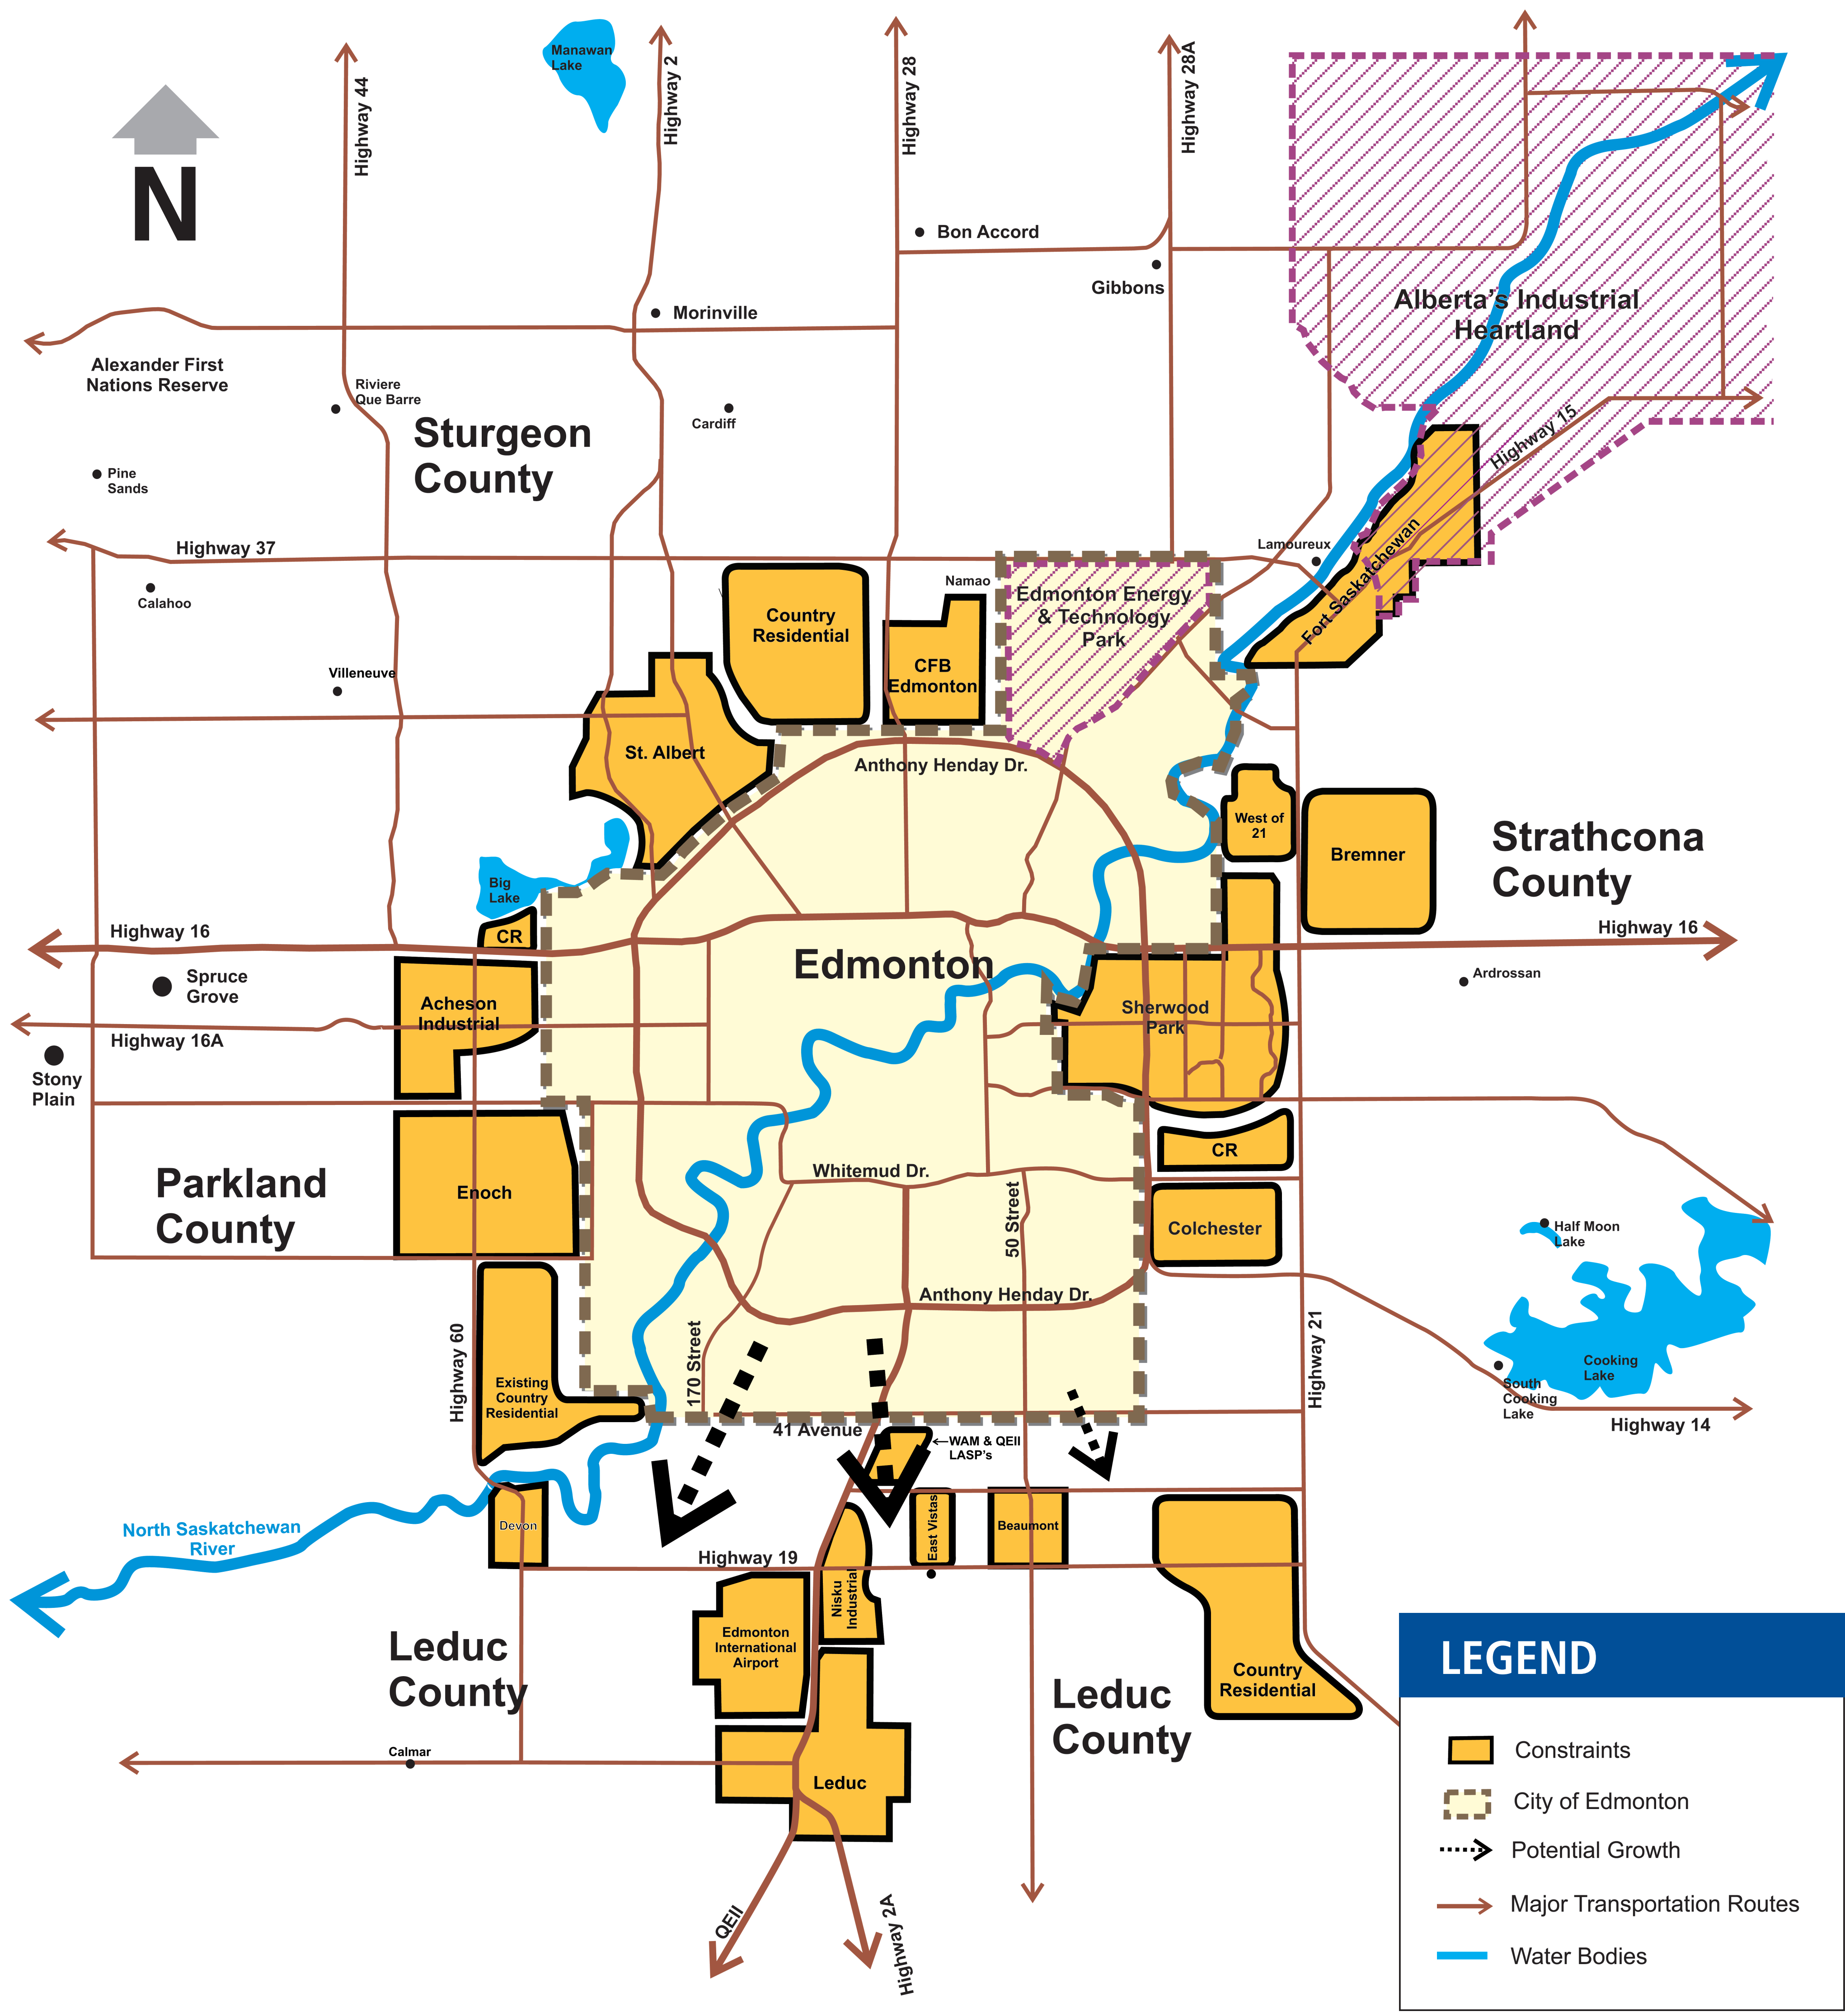 Manawan
Lake
Highway 44
Highway 2
Highway 28
Highway 28A
N
Bon Accord
Gibbons
Alberta's Industrial
Heartland
Morinville
Alexander First
Nations Reserve
Riviere
Que Barre
Cardiff
Sturgeon
County
Highway 15
Pine
Sands
Highway 37
Lamoureux
Fort Saskatchewan
Calahoo
Namao
Edmonton Energy
& Technology
Park
Country
Residential
CFB
Edmonton
Villeneuve
St. Albert
Anthony Henday Dr.
West of
21
Bremner
Strathcona
County
Big
Lake
CR
Highway 16
Highway 16
Edmonton
Ardrossan
Spruce
Grove
Acheson
Industrial
Sherwood
Park
Highway 16A
Stony
Plain
CR
Whitemud Dr.
Parkland
County
Enoch
50 Street
Colchester
Half Moon
Lake
Anthony Henday Dr.
Highway 60
170 Street
Highway 21
Existing
Country
Residential
Cooking
Lake
South
Cooking
Lake
Highway 14
41 Avenue
←WAM & QEII
LASP's
North Saskatchewan
River
Devon
East Vistas
Beaumont
Highway 19
Nisku
Industrial
Edmonton
International
Airport
Leduc
County
Leduc
County
Country
Residential
Calmar
Leduc
QEII
Highway 2A
LEGEND
Constraints
City of Edmonton
Potential Growth
Major Transportation Routes
Water Bodies